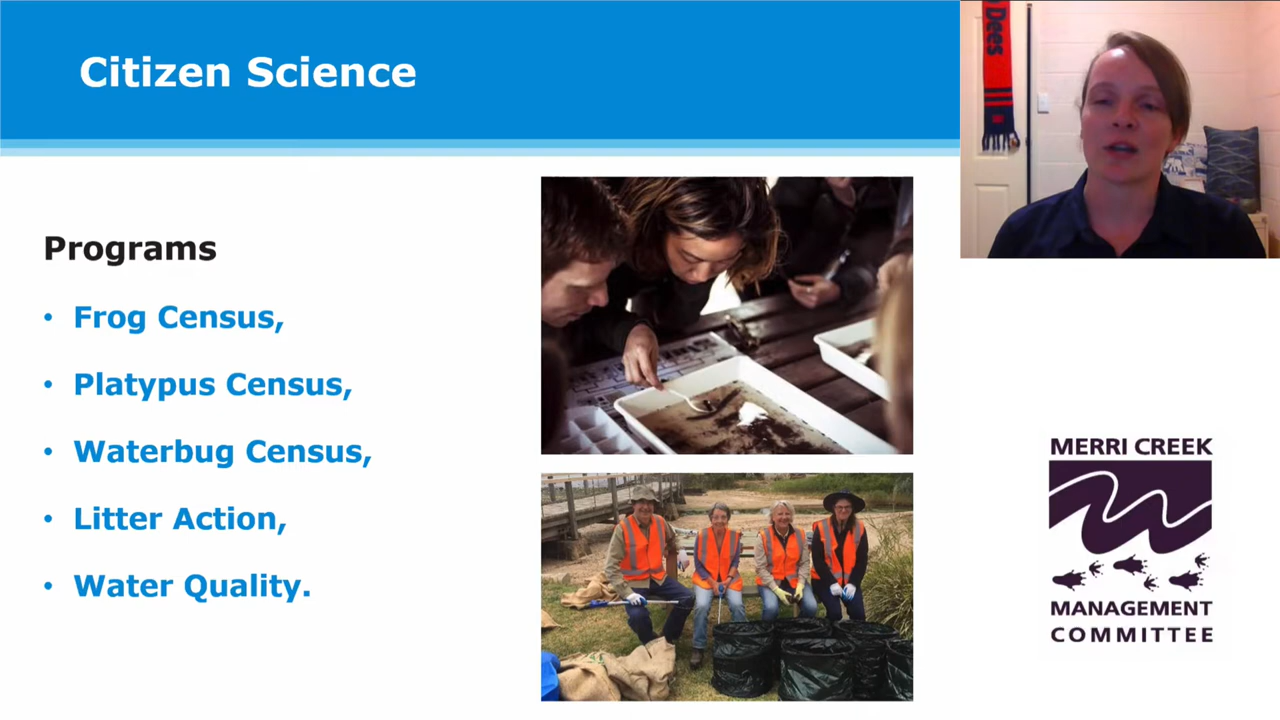 Citizen Science
Programs
• Frog Census,
• Platypus Census,
• Waterbug Census,
• Litter Action,
• Water Quality.
Dees
MERRI CREEK
MANAGEMENT
COMMITTEE